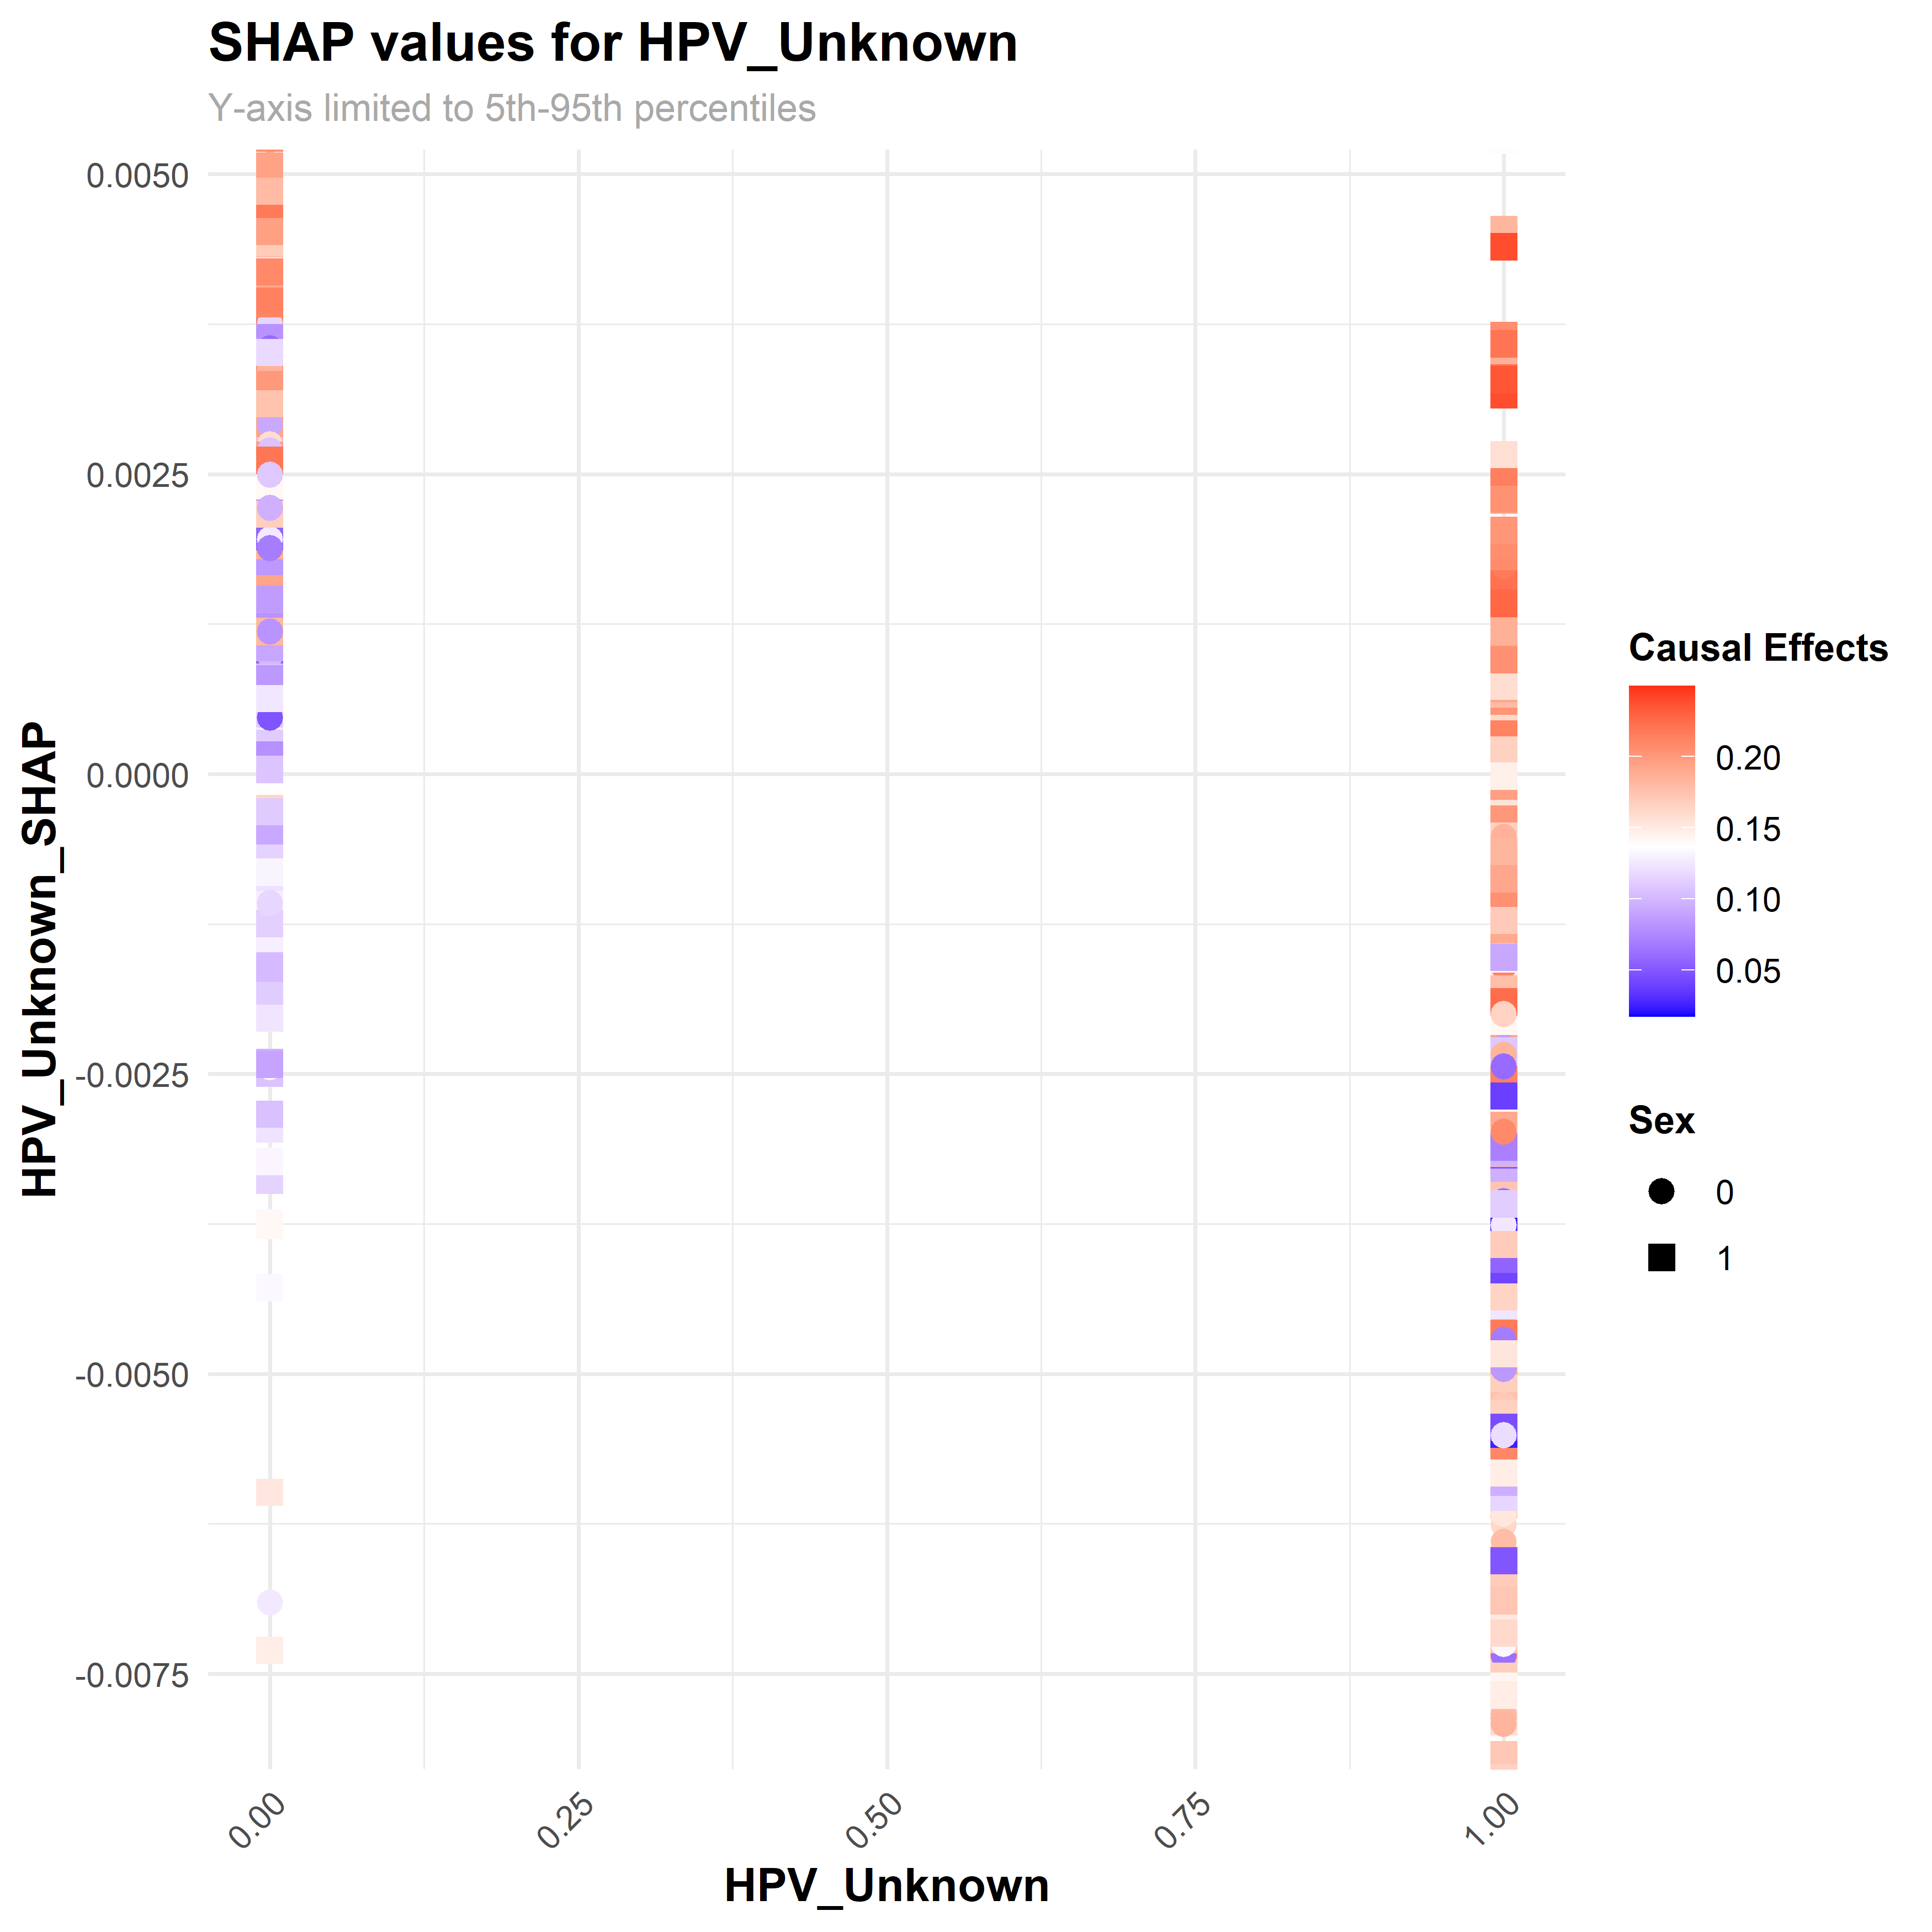 SHAP values for HPV_Unknown
Y-axis limited to 5th-95th percentiles
HPV_Unknown_SHAP
0.0050
0.0025
0.0000
-0.0025
-0.0050
-0.0075
0.00
0.25
0.50
0.75
1.00
HPV_Unknown
Causal Effects
0.20
0.15
0.10
0.05
Sex
0
1